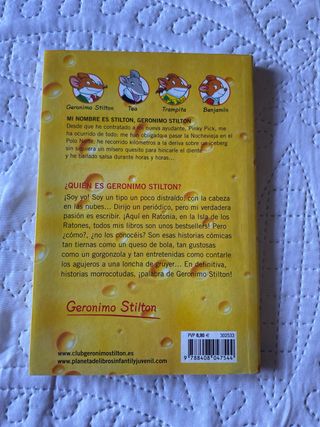 Geronimo Stilton
Tea
Trampita
Benjamín
MI NOMBRE ES STILTON, GERONIMO STILTON
Desde que he contratado a mi nueva ayudante, Pinky Pick, me
ha ocurrido de todo: me han obligado a pasar la Nochevieja en el
Polo Norte, he recorrido kilómetros a la deriva sobre un iceberg
sin siquiera un mísero quesito para hincarle el diente
y he bailado salsa durante horas y horas...
¿QUIÉN ES GERONIMO STILTON?
¡Soy yo! Soy un tipo un poco distraído, con la cabeza
en las nubes... Dirijo un periódico, pero mi verdadera
pasión es escribir. ¡Aquí en Ratonia, en la Isla de los
Ratones, todos mis libros son unos bestsellers! Pero
¿cómo?, ¿no los conocéis? Son esas historias cómicas
tan tiernas como un queso de bola, tan gustosas
como un gorgonzola y tan entretenidas como contarle
los agujeros a una loncha de gruyer... En definitiva,
historias morrocotudas, ¡palabra de Geronimo Stilton!
Geronimo Stilton
PVP 8,90 € 302533
www.clubgeronimostilton.es
www.planetadelibrosinfantilyjuvenil.com
9 788408 047544